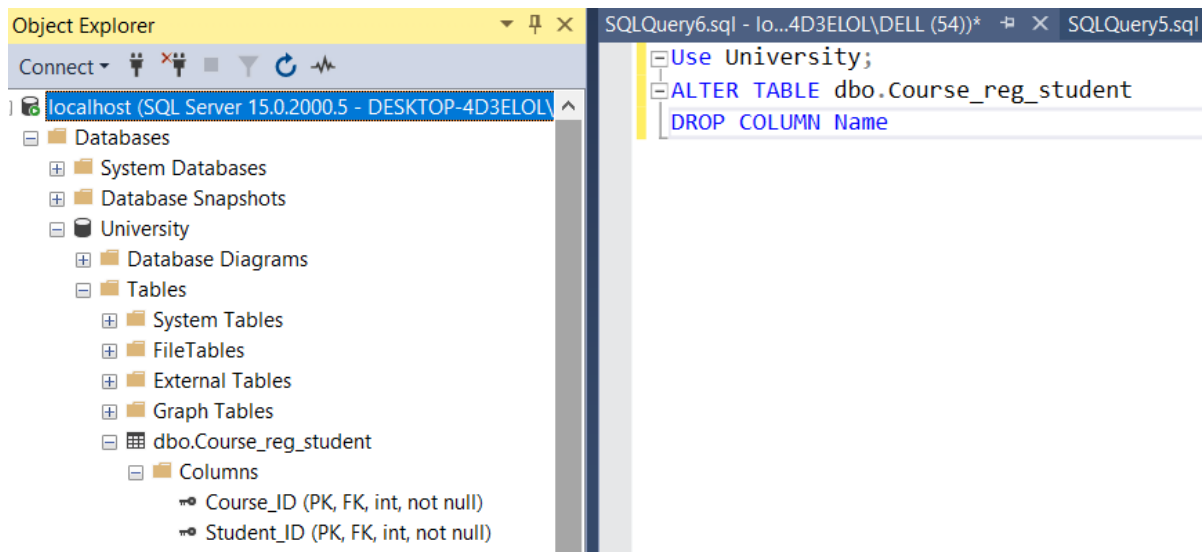 Object Explorer
Connect
localhost (SQL Server 15.0.2000.5 - DESKTOP-4D3ELOL\
Databases
System Databases
Database Snapshots
University
Database Diagrams
Tables
System Tables
FileTables
External Tables
Graph Tables
dbo.Course_reg_student
Columns
Course_ID (PK, FK, int, not null)
Student_ID (PK, FK, int, not null)
SQLQuery6.sql - lo...4D3ELOL\DELL (54))* SQLQuery5.sql
Use University;
ALTER TABLE dbo.Course_reg_student
DROP COLUMN Name